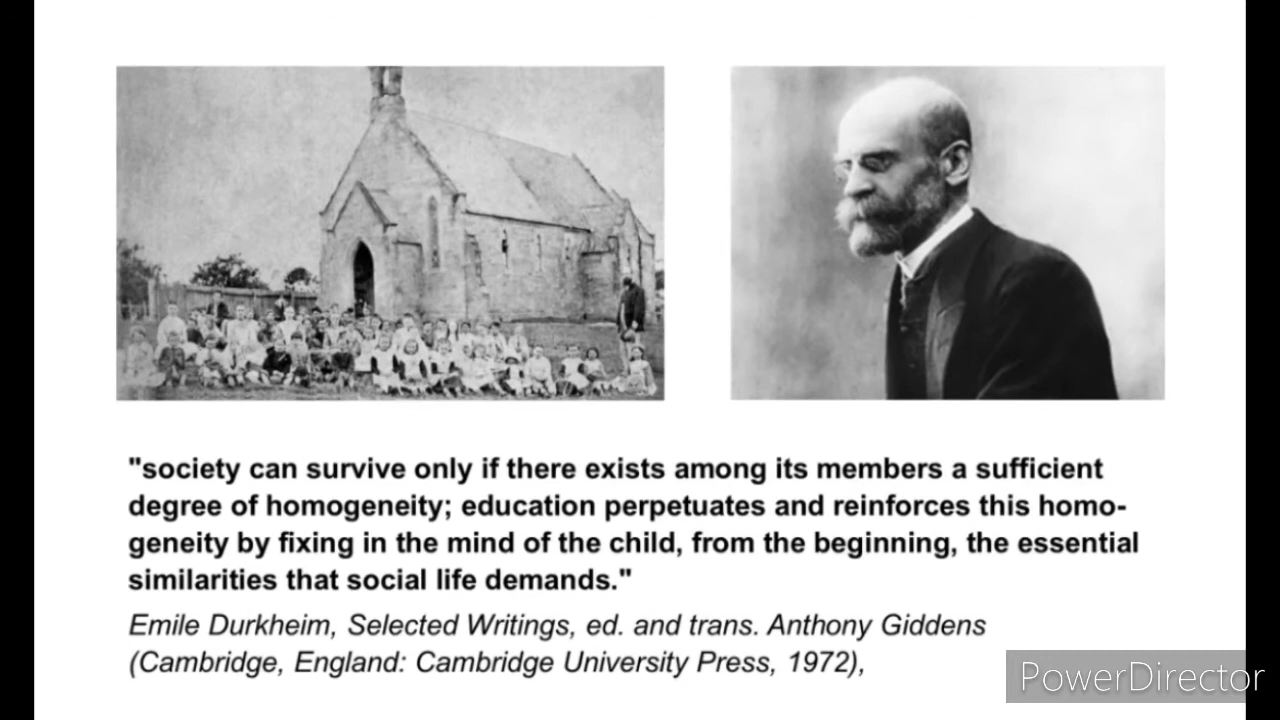 "society can survive only if there exists among its members a sufficient
degree of homogeneity; education perpetuates and reinforces this homo-
geneity by fixing in the mind of the child, from the beginning, the essential
similarities that social life demands."
Emile Durkheim, Selected Writings, ed. and trans. Anthony Giddens
(Cambridge, England: Cambridge University Press, 1972),
PowerDirector